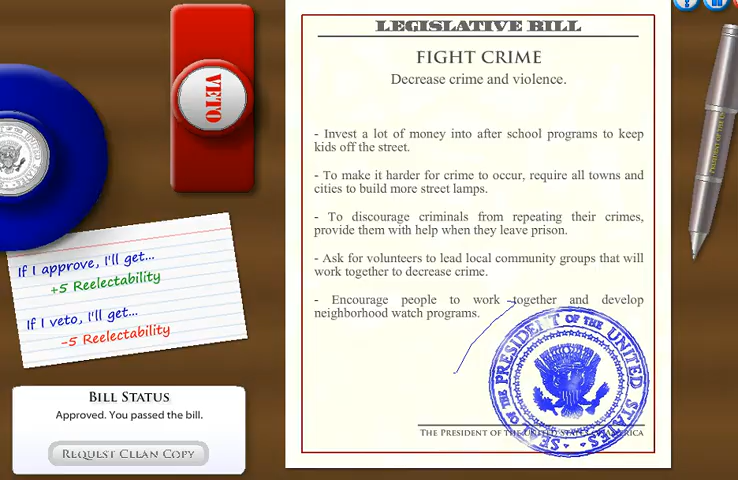 LEGISLATIVE BILL
FIGHT CRIME
Decrease crime and violence.
- Invest a lot of money into after school programs to keep
kids off the street.
- To make it harder for crime to occur, require all towns and
cities to build more street lamps.
- To discourage criminals from repeating their crimes,
provide them with help when they leave prison.
- Ask for volunteers to lead local community groups that will
work together to decrease crime.
- Encourage people to work together and develop
neighborhood watch programs.
THE PRESIDENT OF THE UNITED STATES OF AMERICA
SEAL OF THE PRESIDENT OF THE UNITED STATES
VETO
If I approve, I'll get...
+5 Reelectability
If I veto, I'll get...
-5 Reelectability
BILL STATUS
Approved. You passed the bill.
REQUEST CLEAN COPY